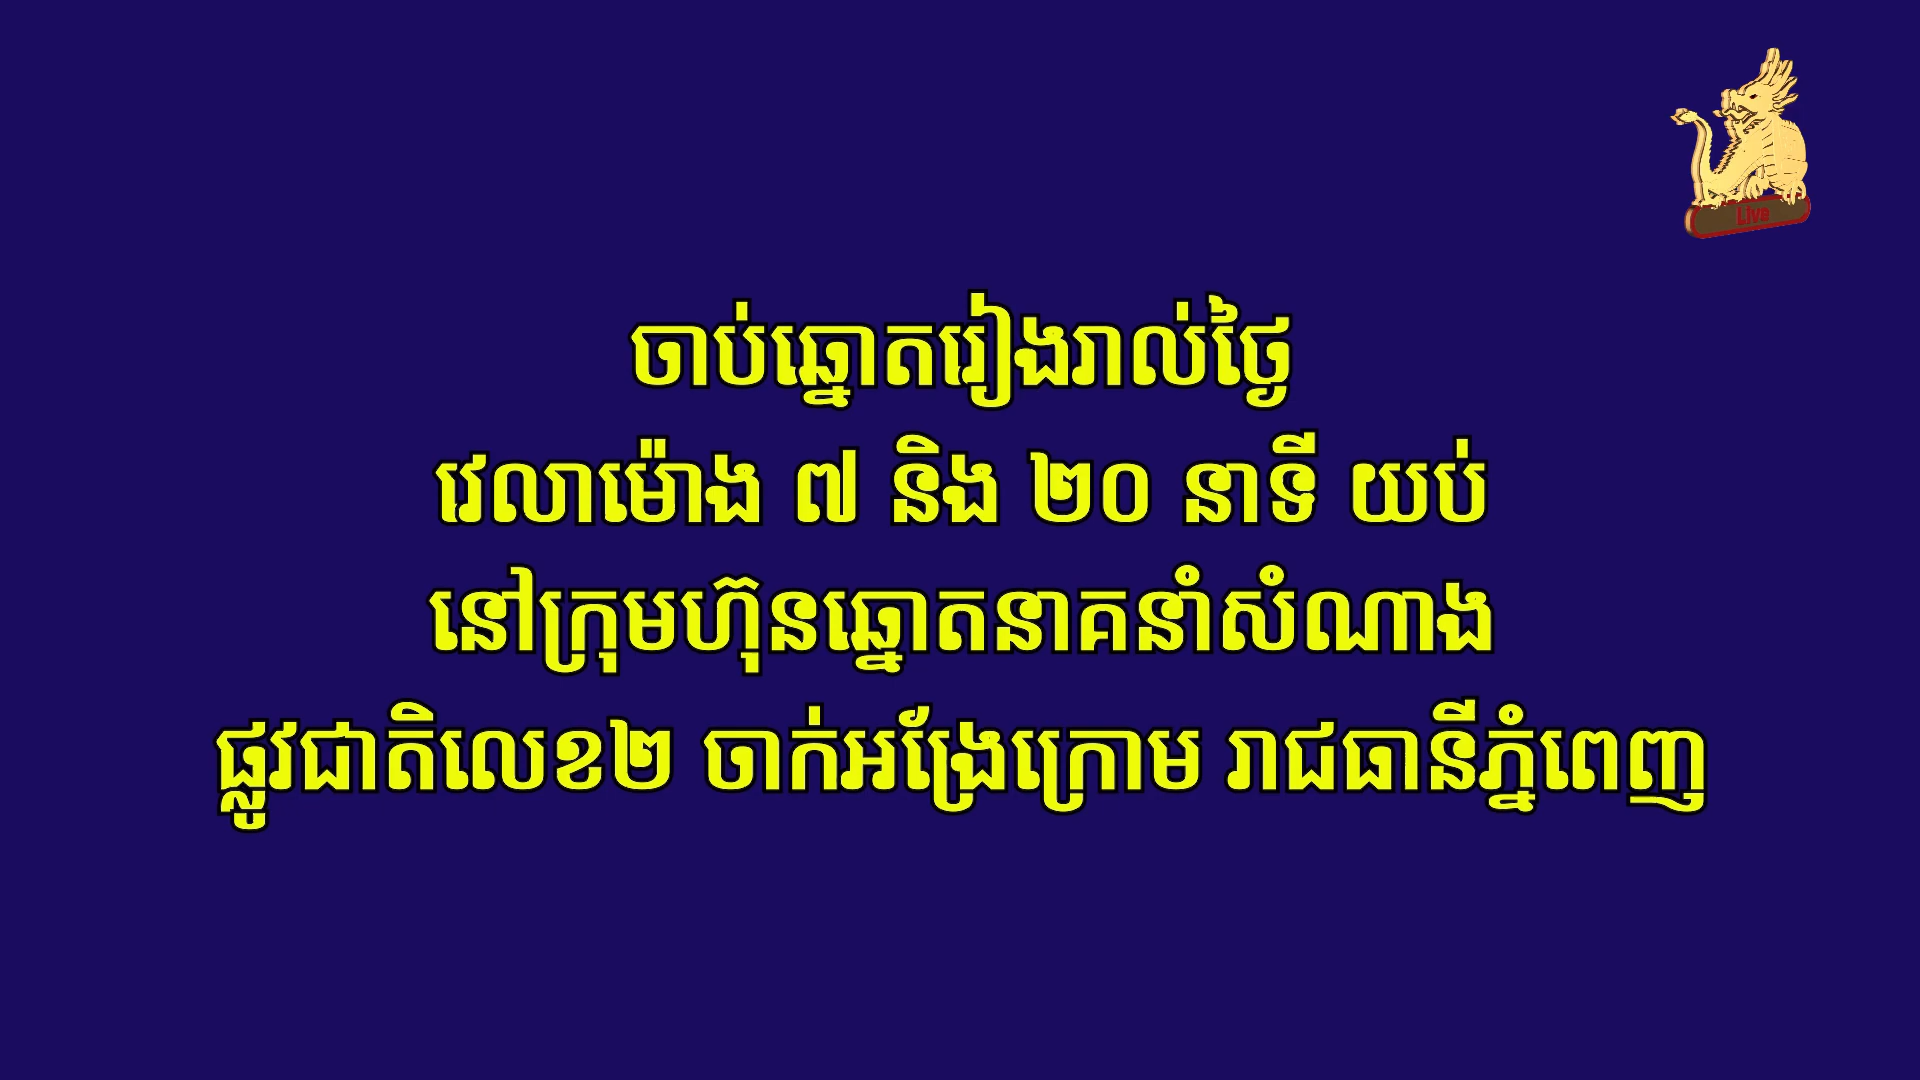 Live
ចាប់ឆ្នោតរៀងរាល់ថ្ងៃ
វេលាម៉ោង ៧ និង ២០ នាទី យប់
នៅក្រុមហ៊ុនឆ្នោតនាគនាំសំណាង
ផ្លូវជាតិលេខ២ ចាក់អង្រែក្រោម រាជធានីភ្នំពេញ